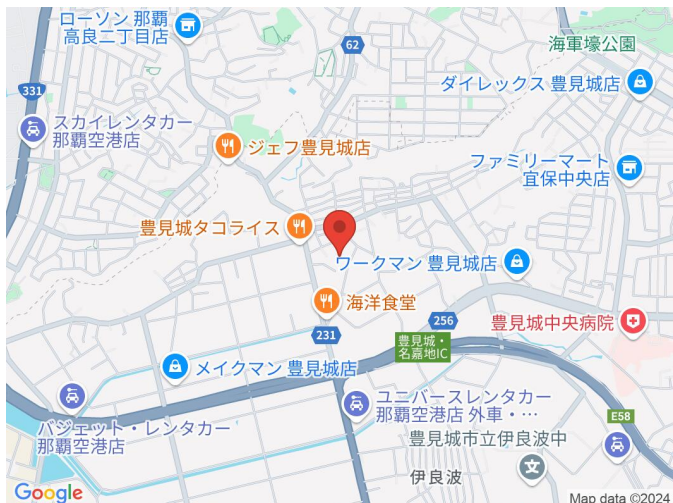 ローソン 那覇
高良二丁目店
62
海軍壕公園
331
ダイレックス 豊見城店
スカイレンタカー
那覇空港店
ジェフ豊見城店
ファミリーマート
宜保中央店
豊見城タコライス
ワークマン 豊見城店
海洋食堂
256
豊見城中央病院
231
豊見城・
名嘉地IC
メイクマン 豊見城店
ユニバースレンタカー
那覇空港店 外車・…
バジェット・レンタカー
那覇空港店
E58
豊見城市立伊良波中
伊良波
Google
Map data ©2024